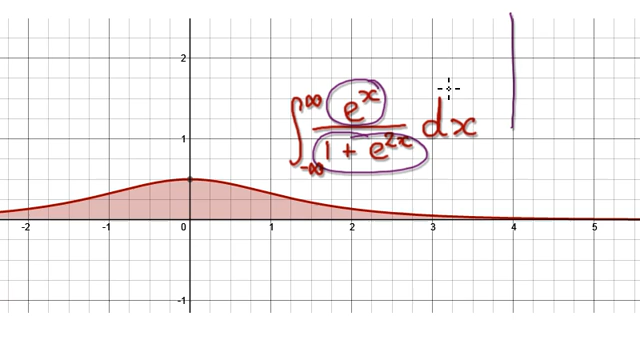 2
∫_{-∞}^{∞} e^x / (1 + e^{2x}) dx
1
-2 -1 0 1 2 3 4 5
-1